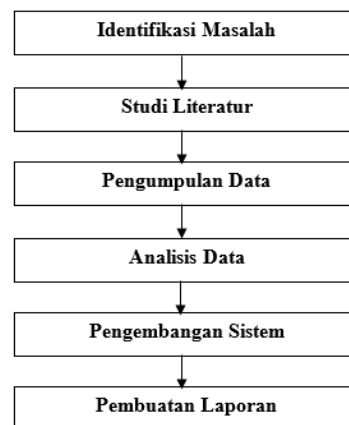 Identifikasi Masalah
Studi Literatur
Pengumpulan Data
Analisis Data
Pengembangan Sistem
Pembuatan Laporan